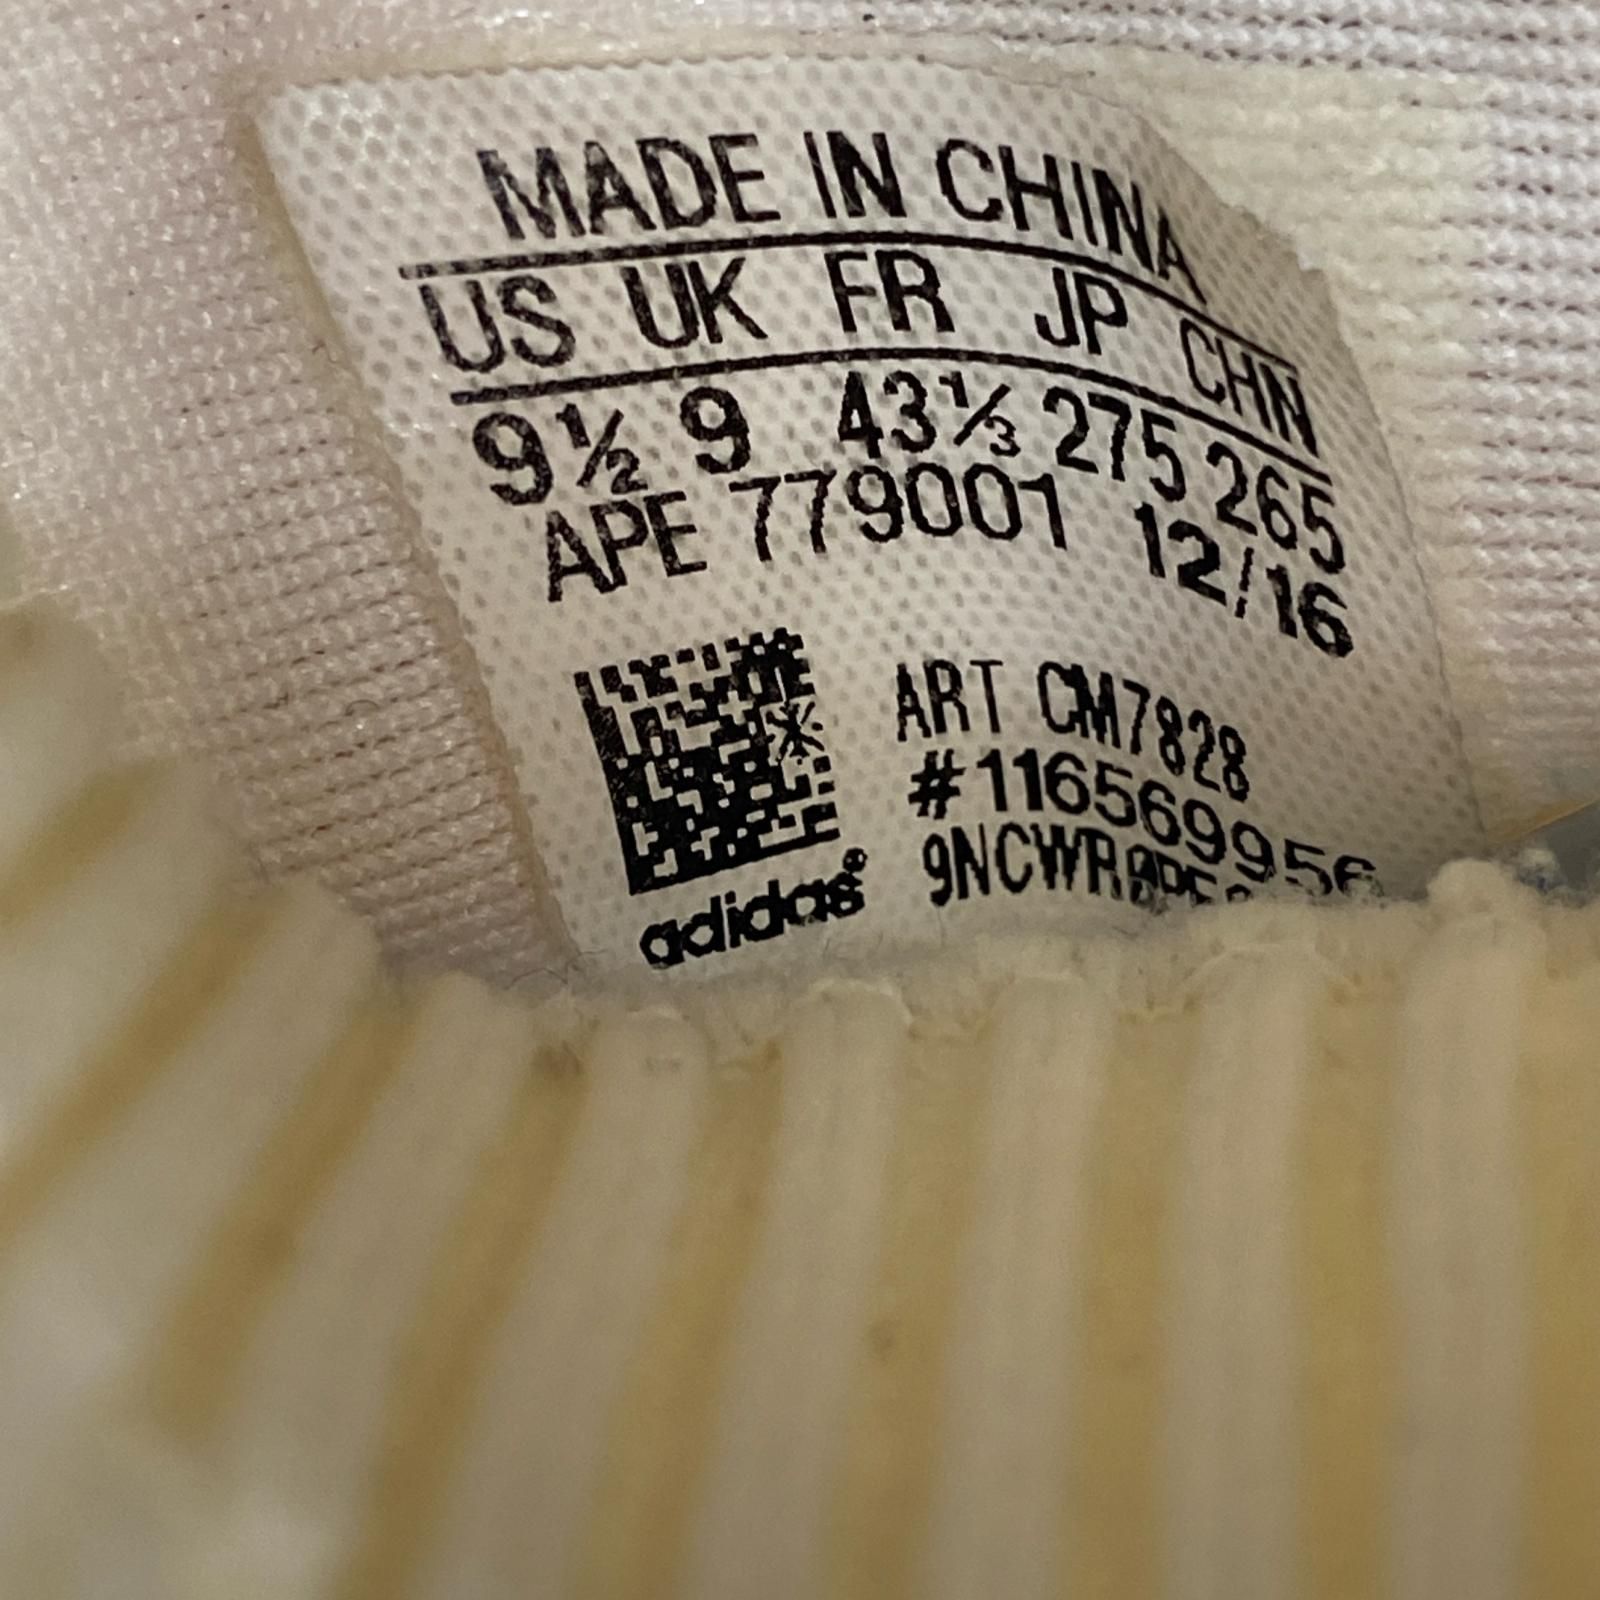 MADE IN CHINA
US UK FR JP CHN
9½ 9 43⅓ 275 265
APE 779001 12/16
ART CM7828
#116569956
adidas®